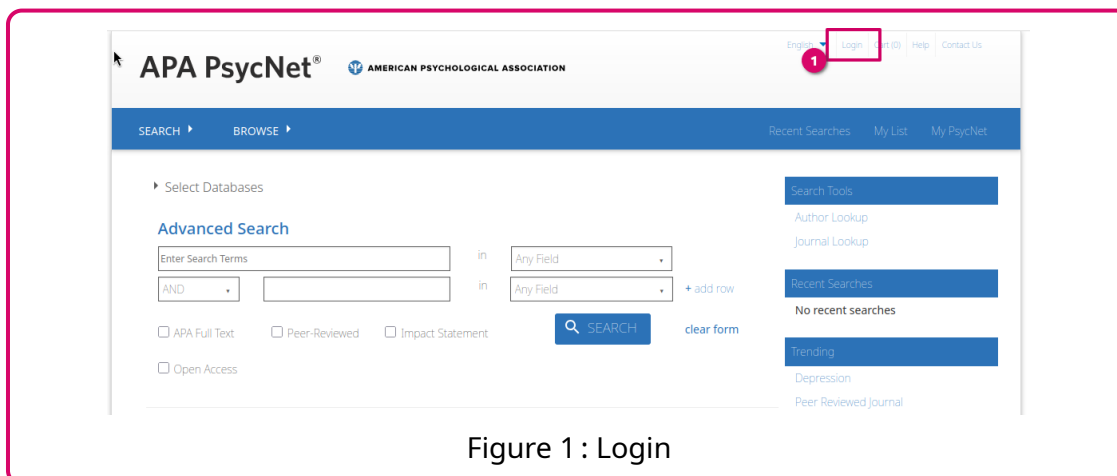 English Login Cart (0) Help Contact Us
1
APA PsycNet® AMERICAN PSYCHOLOGICAL ASSOCIATION
SEARCH BROWSE Recent Searches My List My PsycNet
Select Databases
Advanced Search
Enter Search Terms in Any Field
AND in Any Field + add row
APA Full Text Peer-Reviewed Impact Statement SEARCH clear form
Open Access
Search Tools
Author Lookup
Journal Lookup
Recent Searches
No recent searches
Trending
Depression
Peer Reviewed Journal
Figure 1 : Login